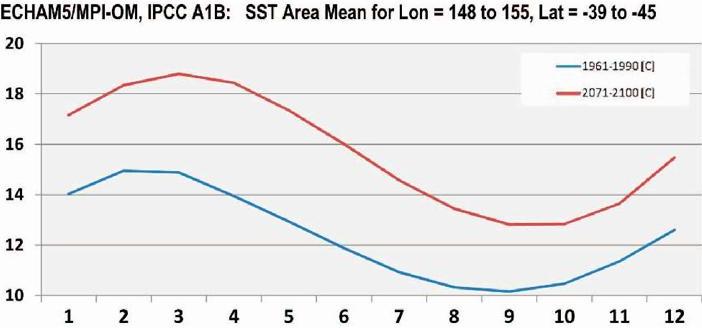 ECHAM5/MPI-OM, IPCC A1B: SST Area Mean for Lon = 148 to 155, Lat = -39 to -45
20
18
16
14
12
10
1961-1990 [C]
2071-2100 [C]
1 2 3 4 5 6 7 8 9 10 11 12